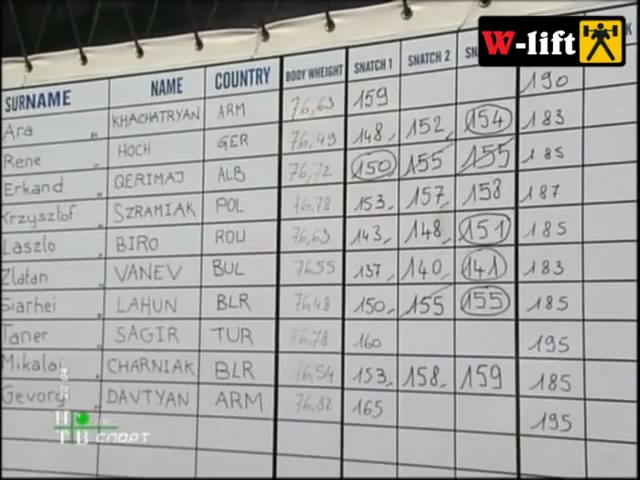 W-lift
SURNAME NAME COUNTRY BODY WHEIGHT SNATCH 1 SNATCH 2 SN K
Ara KHACHATRYAN ARM 76,63 159 190
Rene HOCH GER 76,49 148 152 154 183
Erkand QERIMAJ ALB 76,72 150 155 155 185
Krzysztof SZRAMIAK POL 76,78 153 157 158 187
Laszlo BIRO ROU 76,63 143 148 151 185
Zlatan VANEV BUL 76,55 137 140 141 183
Siarhei LAHUN BLR 76,48 150 155 155 185
Taner SAGIR TUR 76,78 160 195
Mikalai CHARNIAK BLR 76,54 153 158 159 185
Gevorg DAVTYAN ARM 76,82 165 195
НТВ СПОРТ